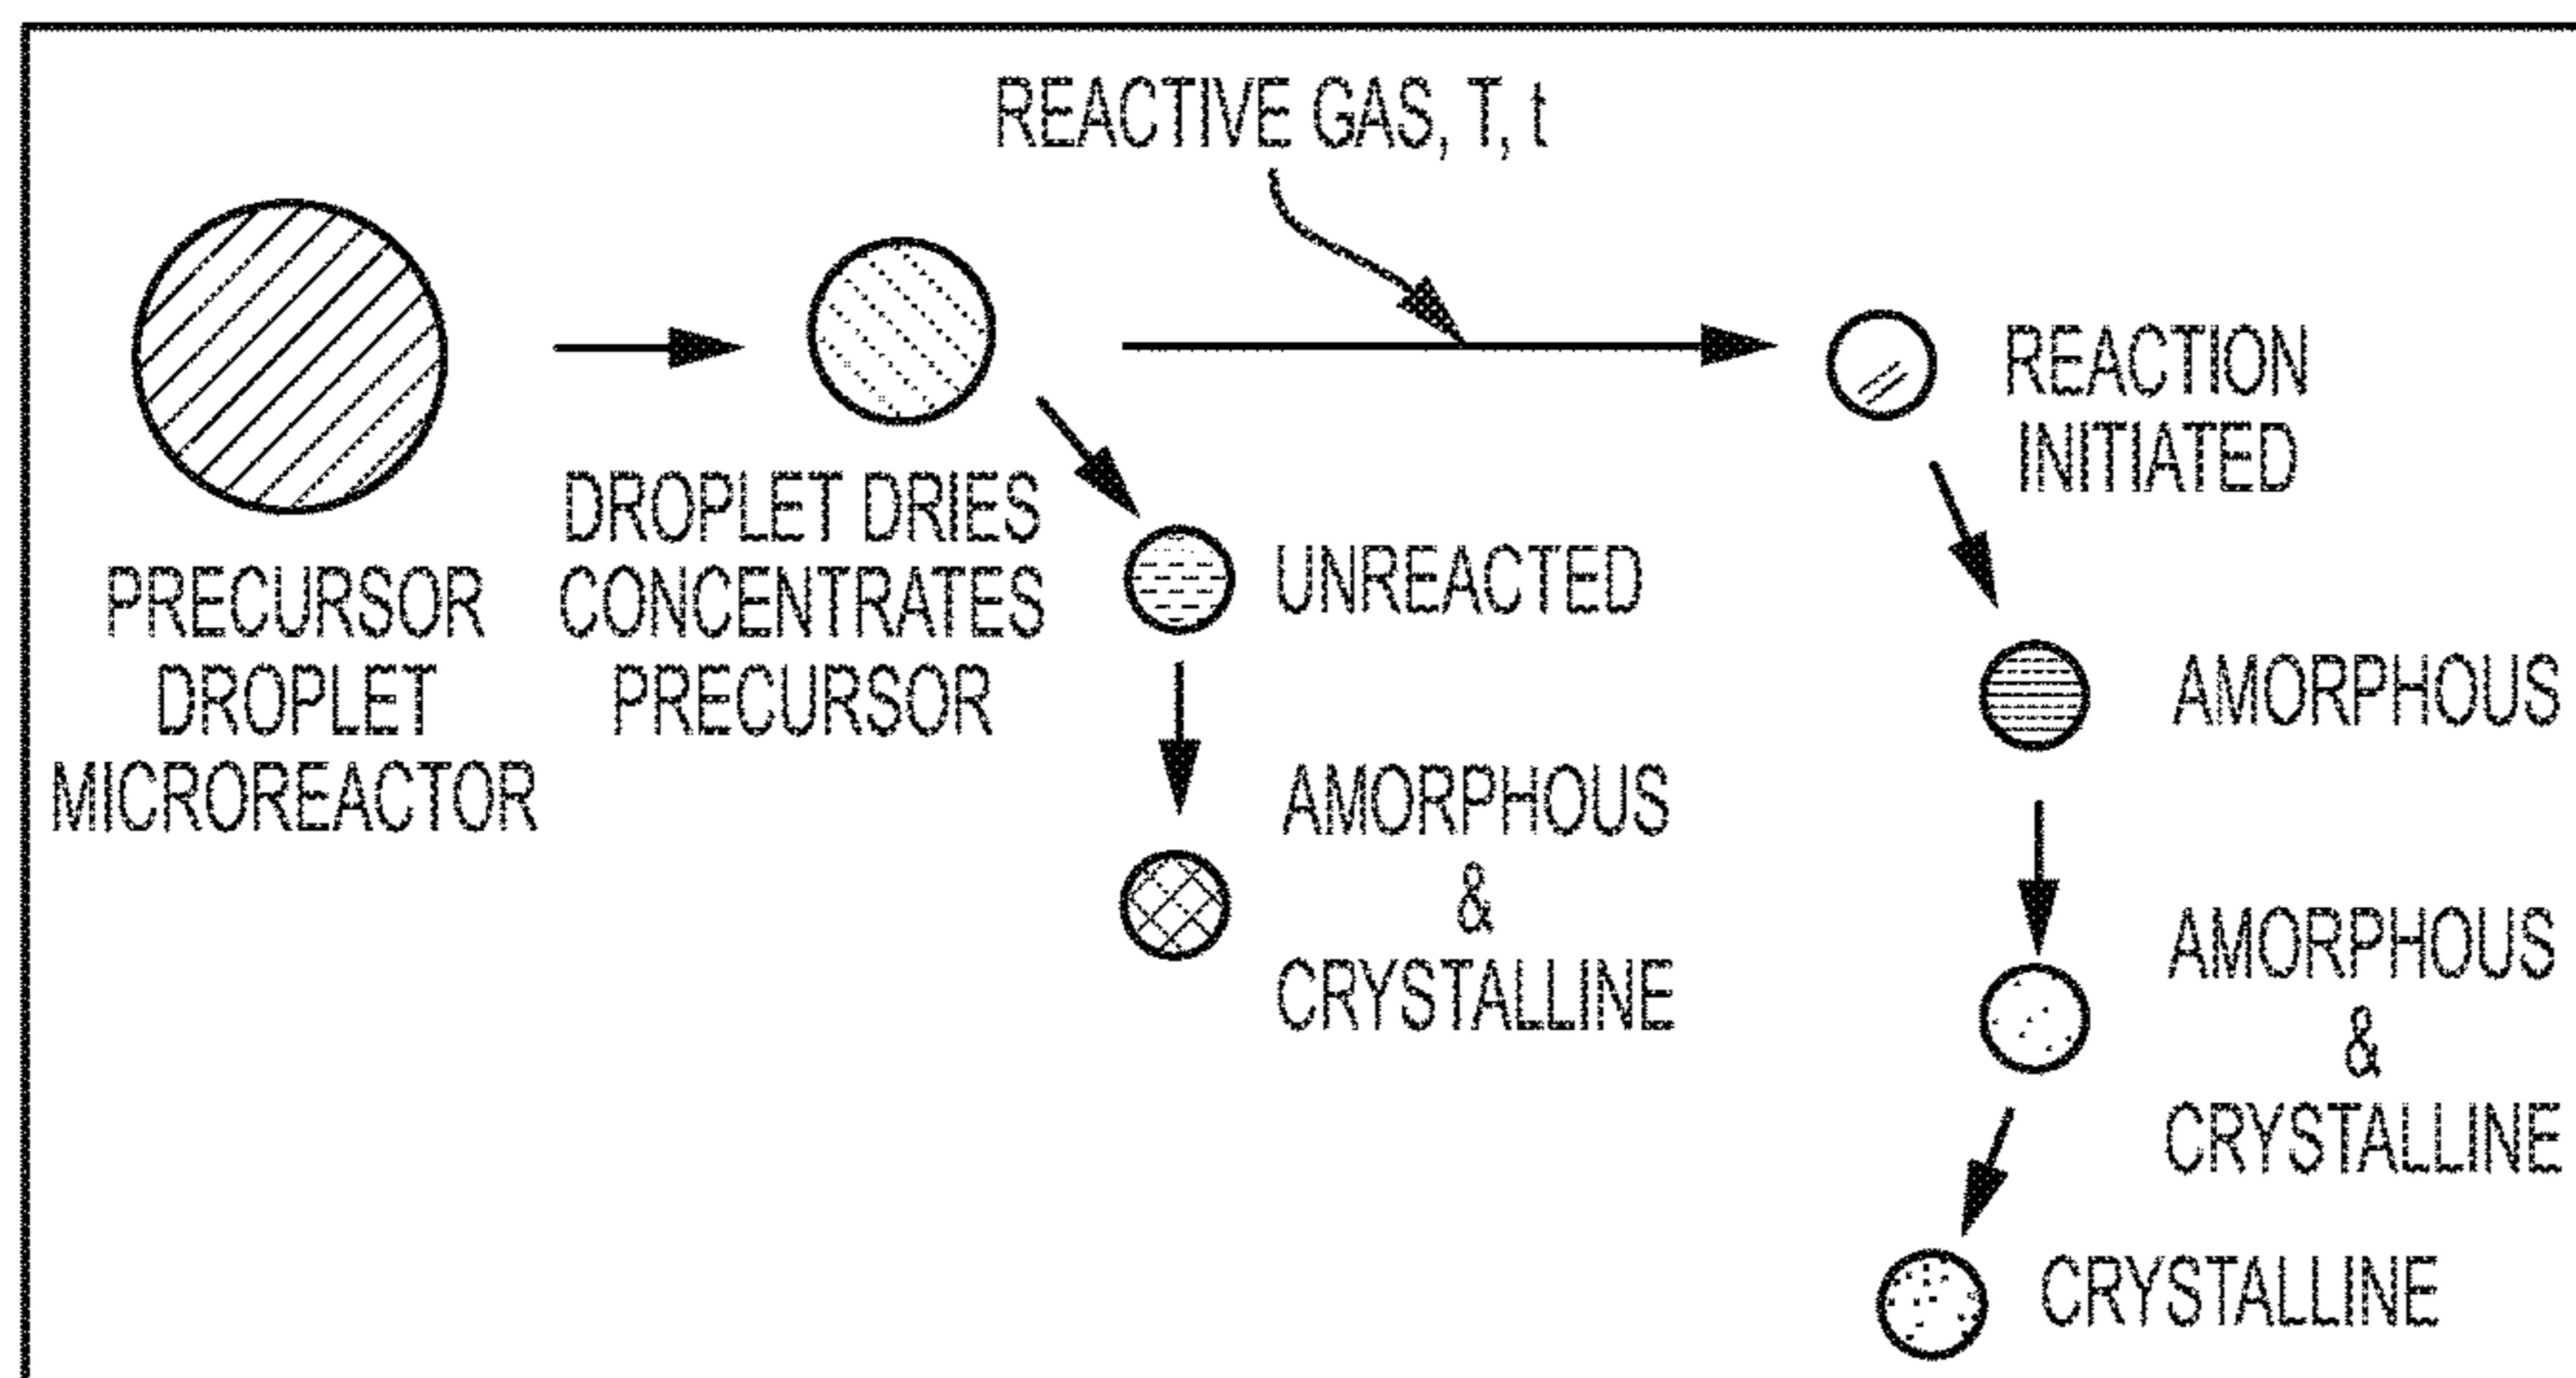 REACTIVE GAS, T, t
PRECURSOR
DROPLET
MICROREACTOR
DROPLET DRIES
CONCENTRATES
PRECURSOR
UNREACTED
AMORPHOUS
&
CRYSTALLINE
REACTION
INITIATED
AMORPHOUS
AMORPHOUS
&
CRYSTALLINE
CRYSTALLINE